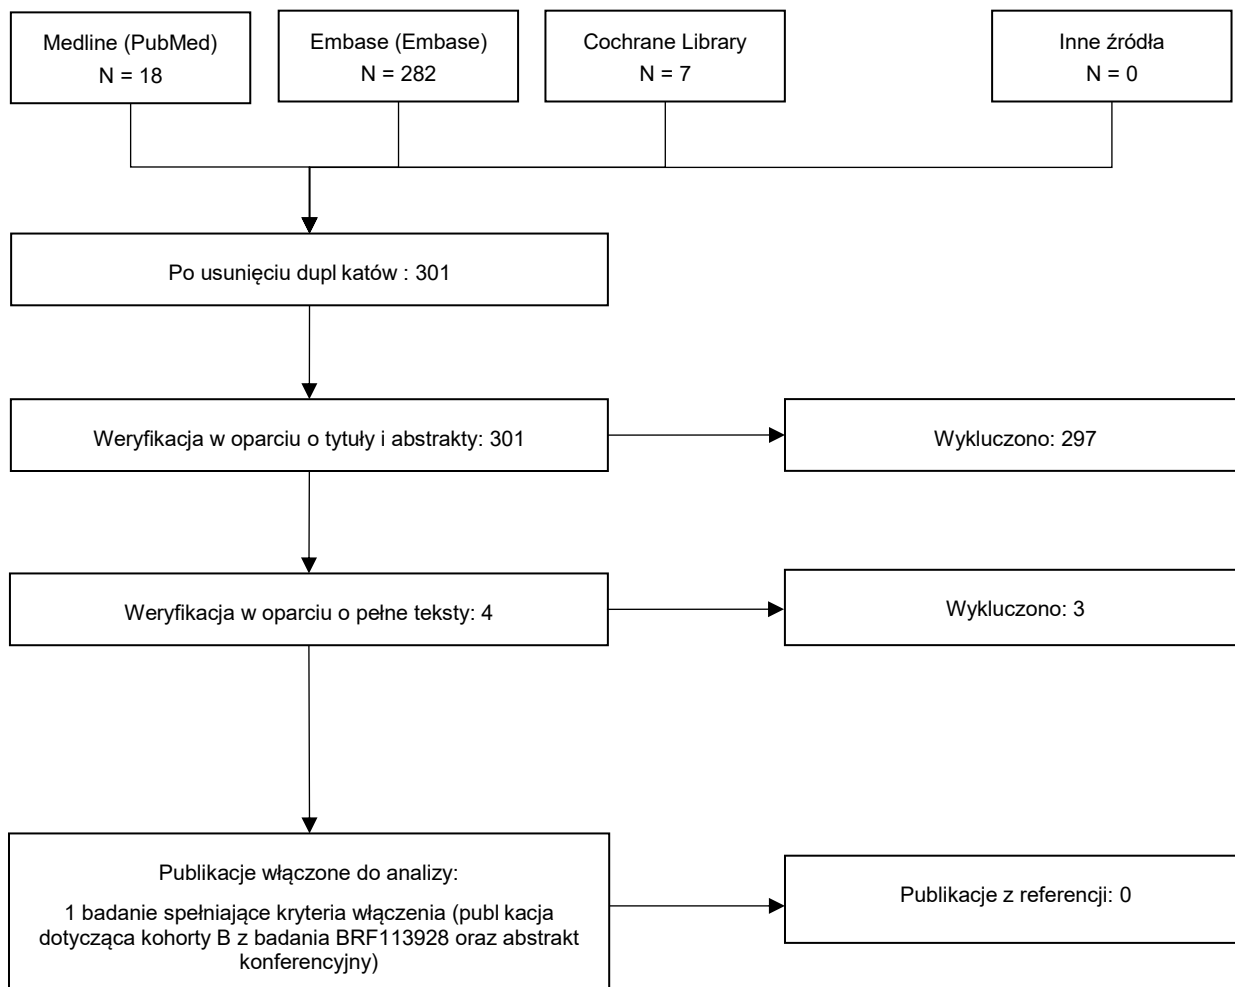 Medline (PubMed)
N = 18
Embase (Embase)
N = 282
Cochrane Library
N = 7
Inne źródła
N = 0
Po usunięciu dupl katów : 301
Weryfikacja w oparciu o tytuły i abstrakty: 301
Wykluczono: 297
Weryfikacja w oparciu o pełne teksty: 4
Wykluczono: 3
Publikacje włączone do analizy:
1 badanie spełniające kryteria włączenia (publ kacja
dotycząca kohorty B z badania BRF113928 oraz abstrakt
konferencyjny)
Publikacje z referencji: 0